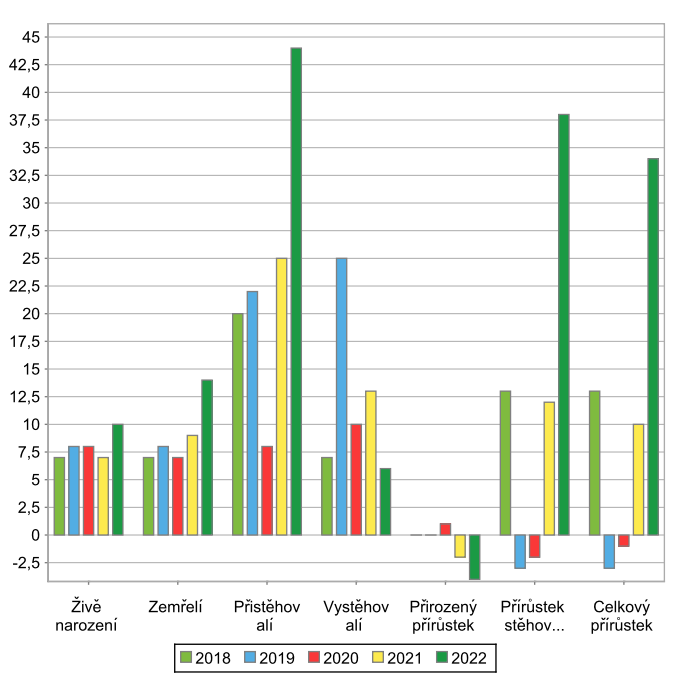 45
42,5
40
37,5
35
32,5
30
27,5
25
22,5
20
17,5
15
12,5
10
7,5
5
2,5
0
-2,5
Živě
narození
Zemřelí
Přistěhov
alí
Vystěhov
alí
Přirozený
přírůstek
Přírůstek
stěhov...
Celkový
přírůstek
2018 2019 2020 2021 2022